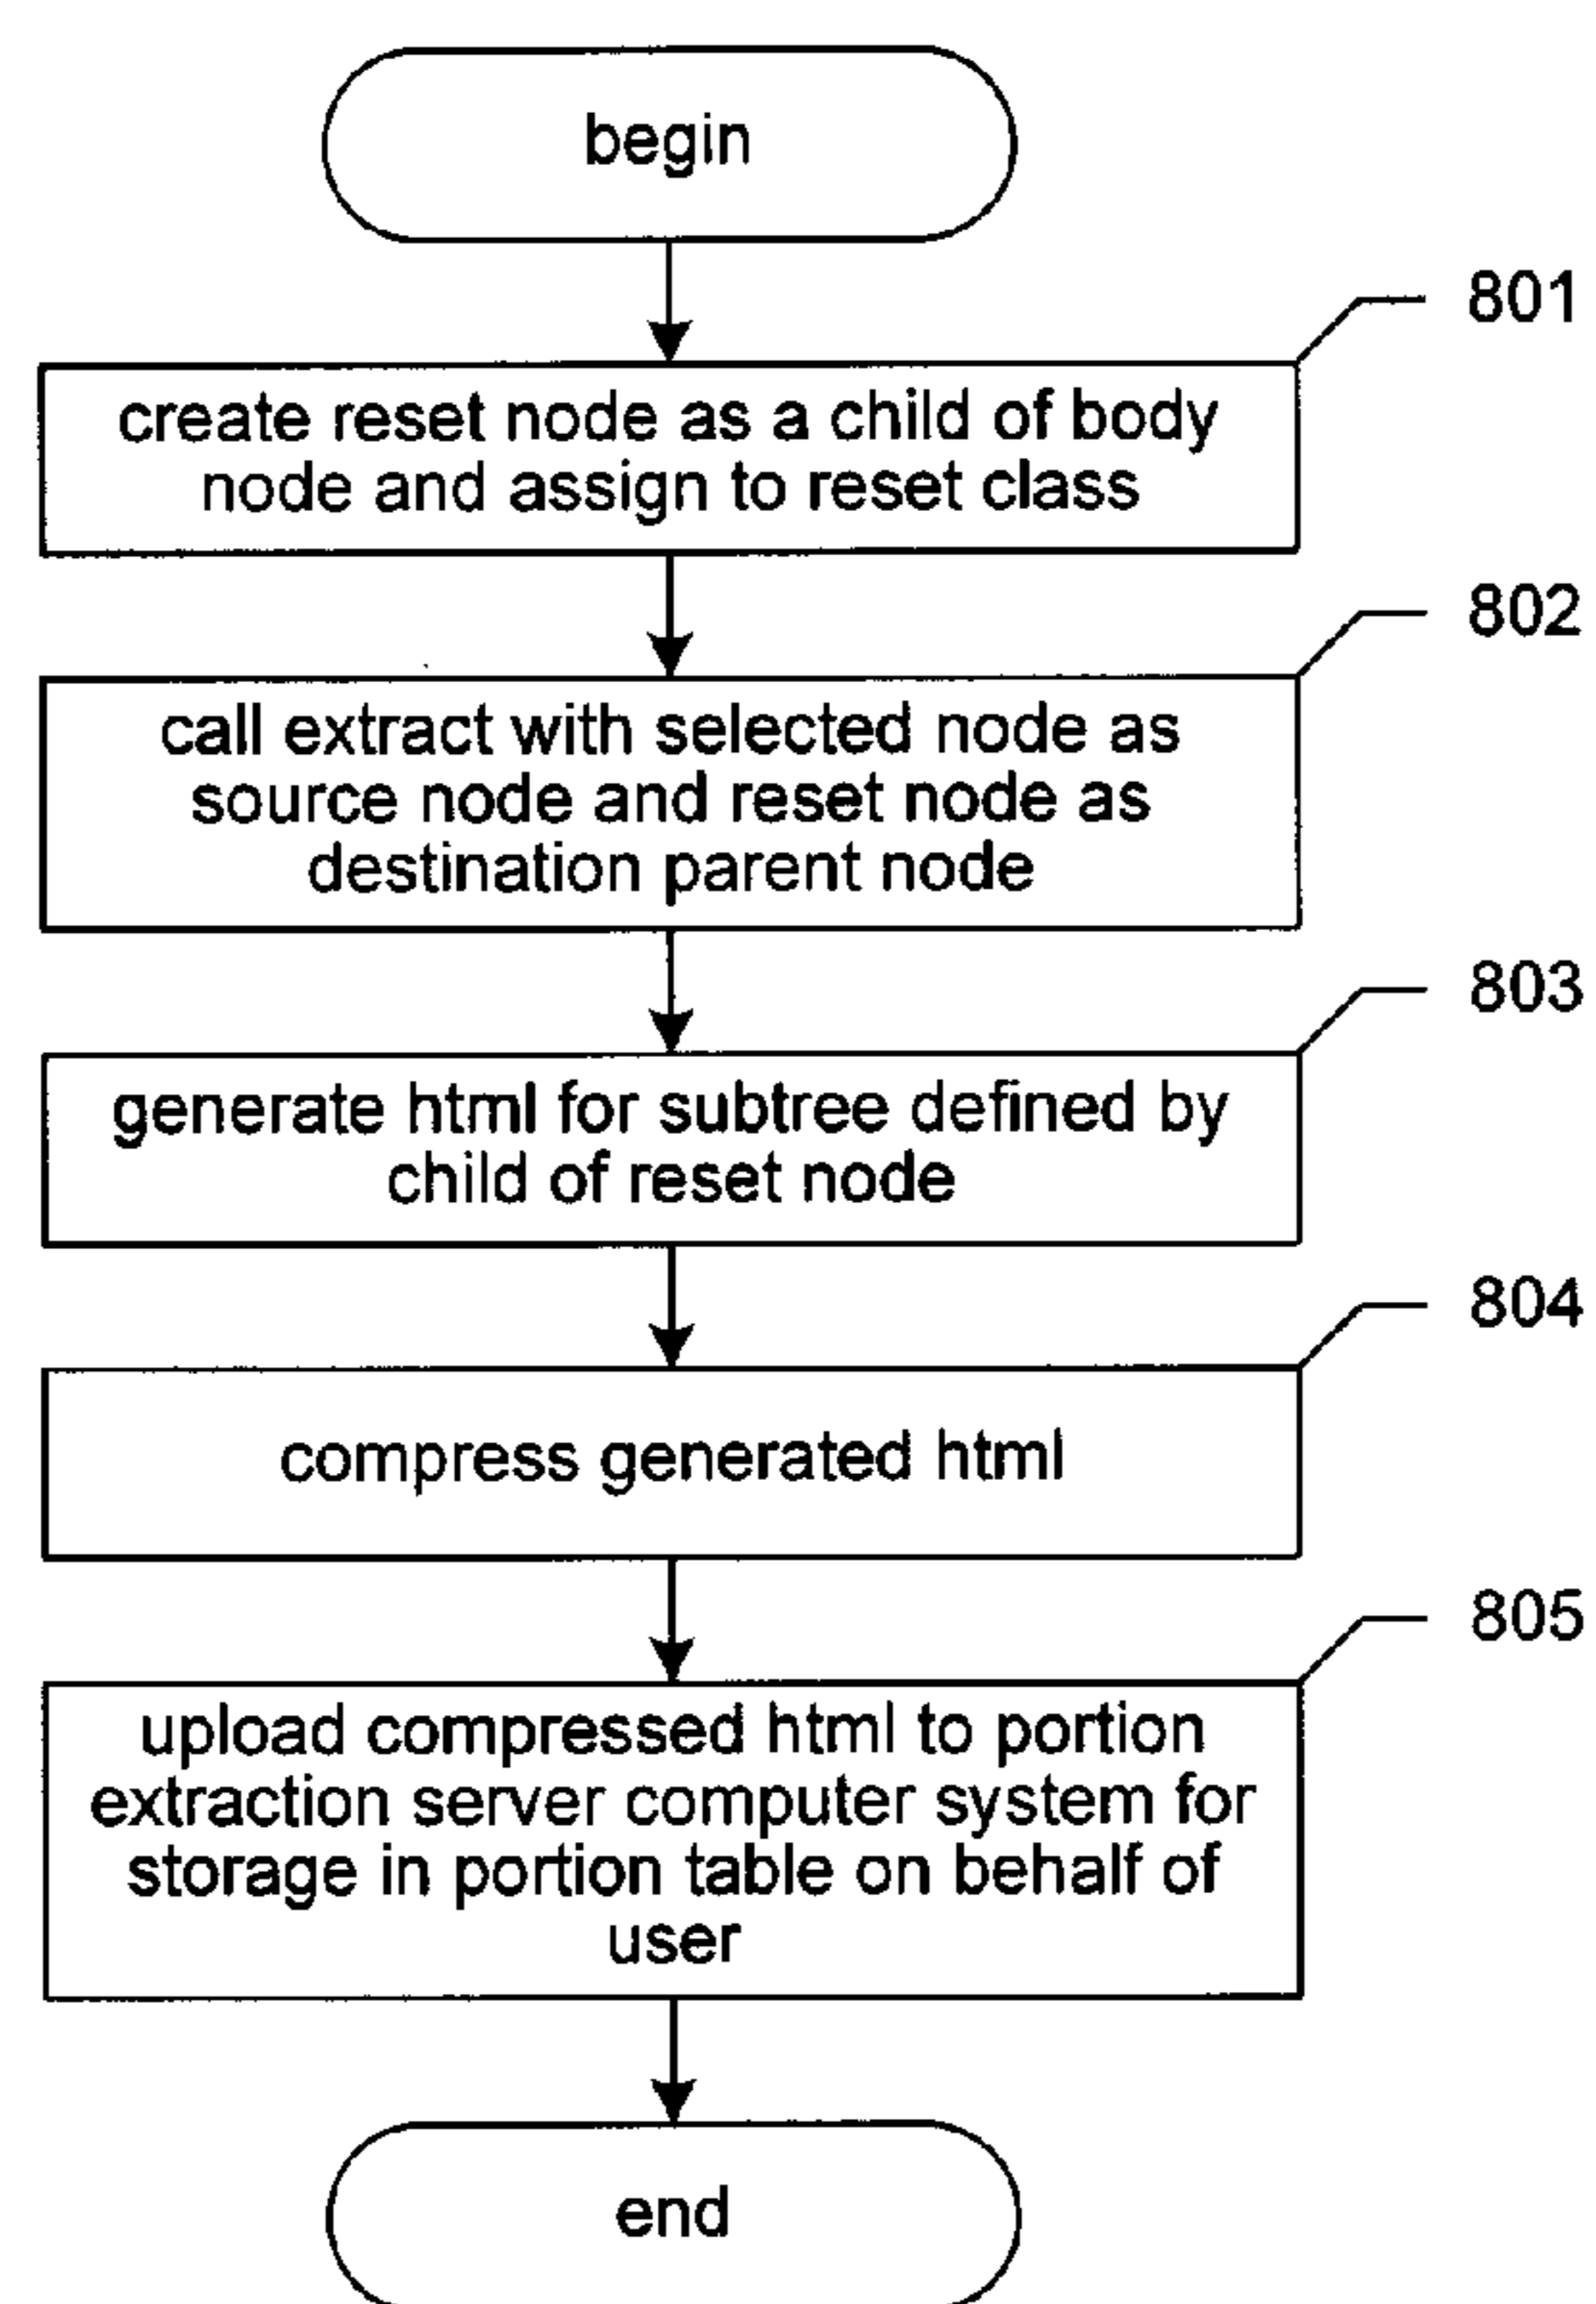 begin
801
create reset node as a child of body
node and assign to reset class
802
call extract with selected node as
source node and reset node as
destination parent node
803
generate html for subtree defined by
child of reset node
804
compress generated html
805
upload compressed html to portion
extraction server computer system for
storage in portion table on behalf of
user
end